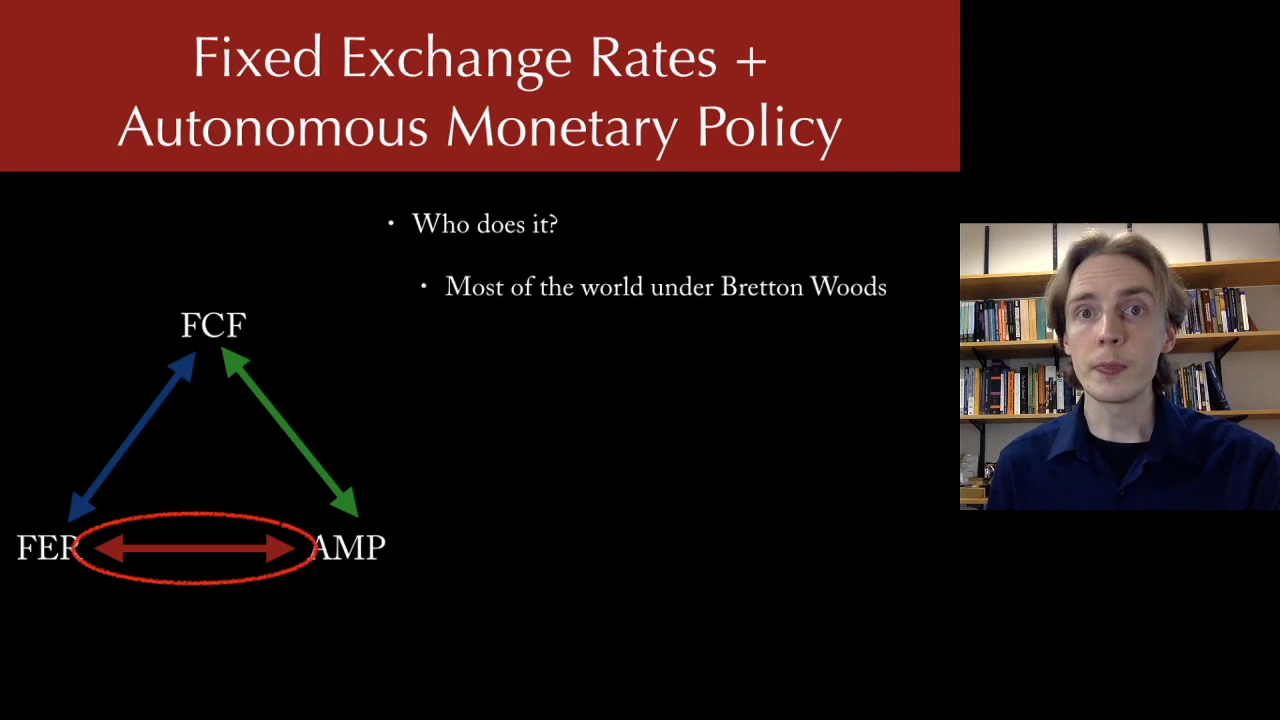 Fixed Exchange Rates +
Autonomous Monetary Policy
• Who does it?
• Most of the world under Bretton Woods
FCF
FER
AMP